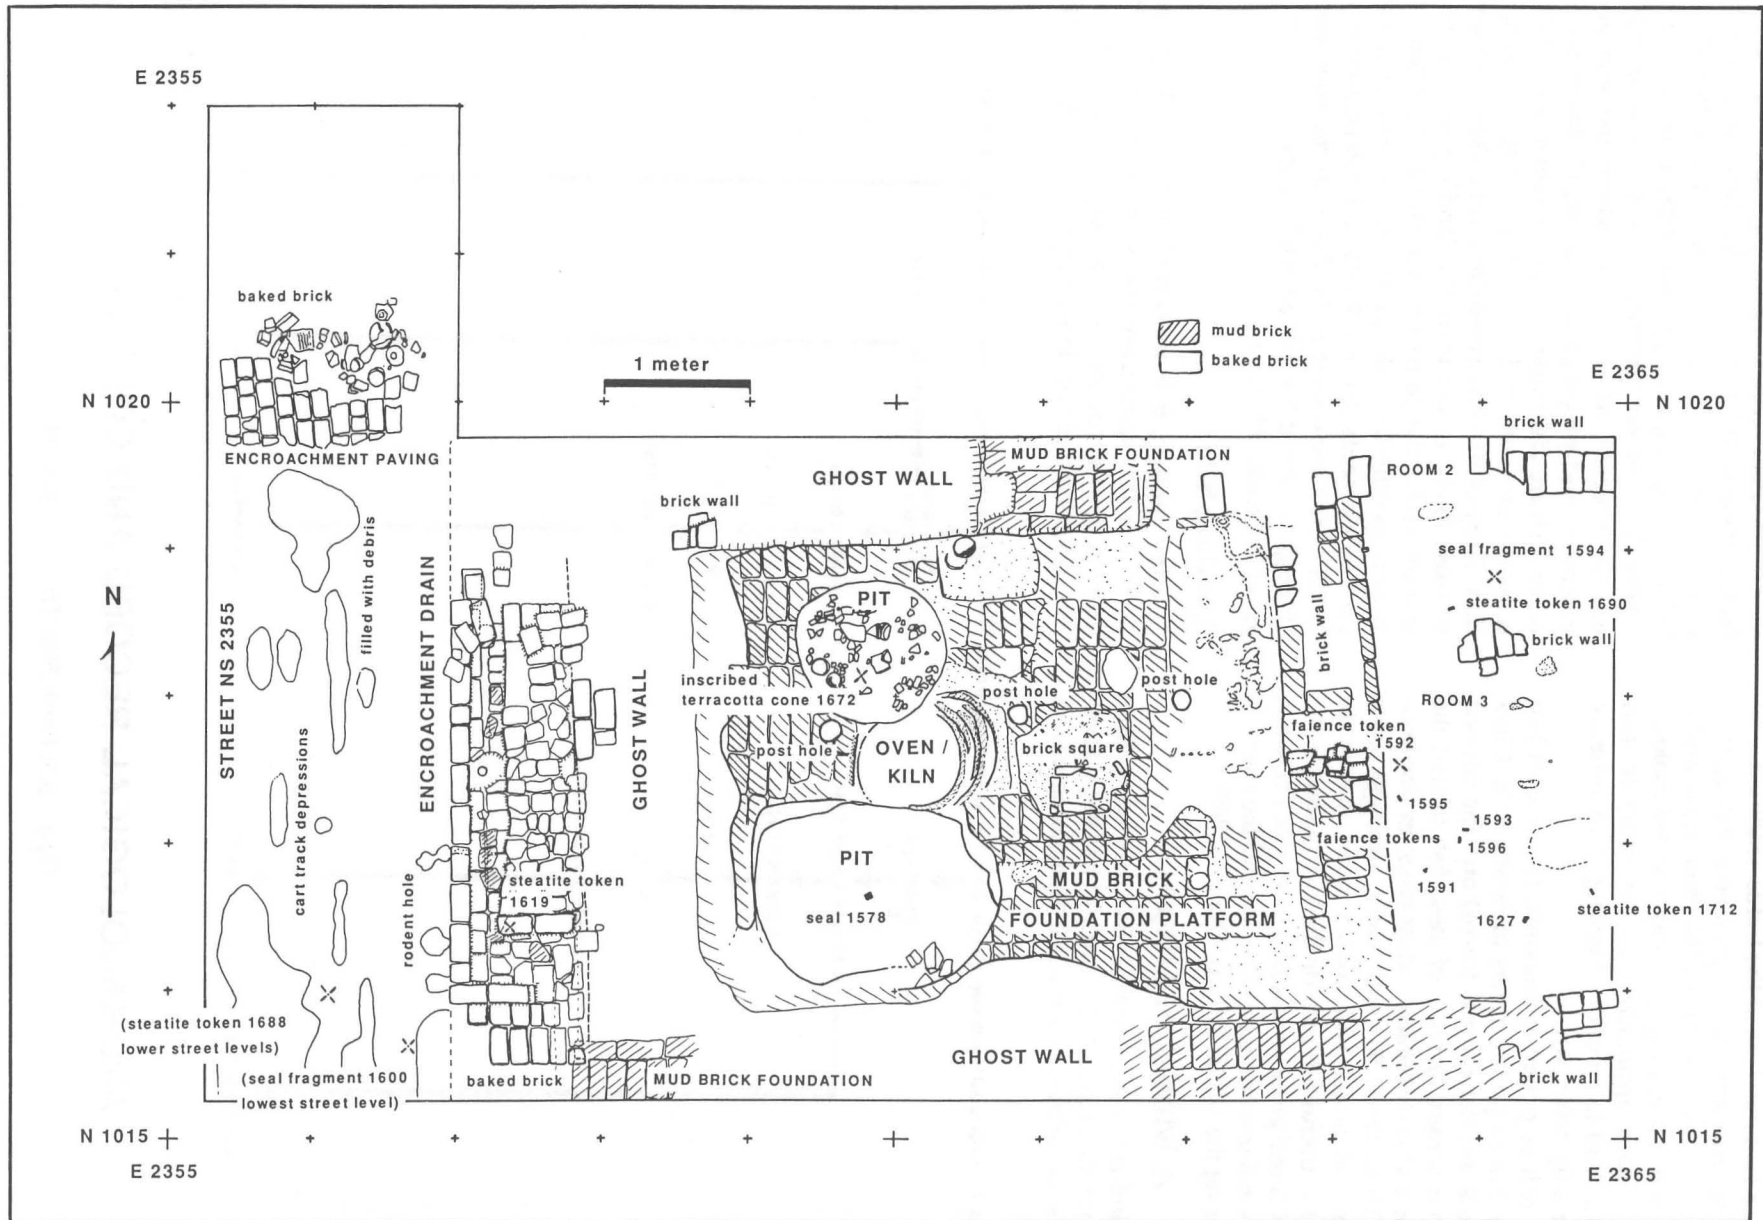 E 2355
baked brick
mud brick
baked brick
1 meter
E 2365
N 1020
N 1020
brick wall
ENCROACHMENT PAVING
GHOST WALL
MUD BRICK FOUNDATION
ROOM 2
brick wall
filled with debris
seal fragment 1594
N
PIT
steatite token 1690
STREET NS 2355
ENCROACHMENT DRAIN
brick wall
brick wall
inscribed
terracotta cone 1672
post hole
post hole
ROOM 3
GHOST WALL
faience token
1592
post hole
OVEN /
KILN
brick square
cart track depressions
1595
1593
faience tokens
1596
PIT
rodent hole
steatite token
1619
MUD BRICK
1591
seal 1578
FOUNDATION PLATFORM
1627
steatite token 1712
(steatite token 1688
lower street levels)
GHOST WALL
(seal fragment 1600
lowest street level)
baked brick
MUD BRICK FOUNDATION
brick wall
N 1015
N 1015
E 2355
E 2365